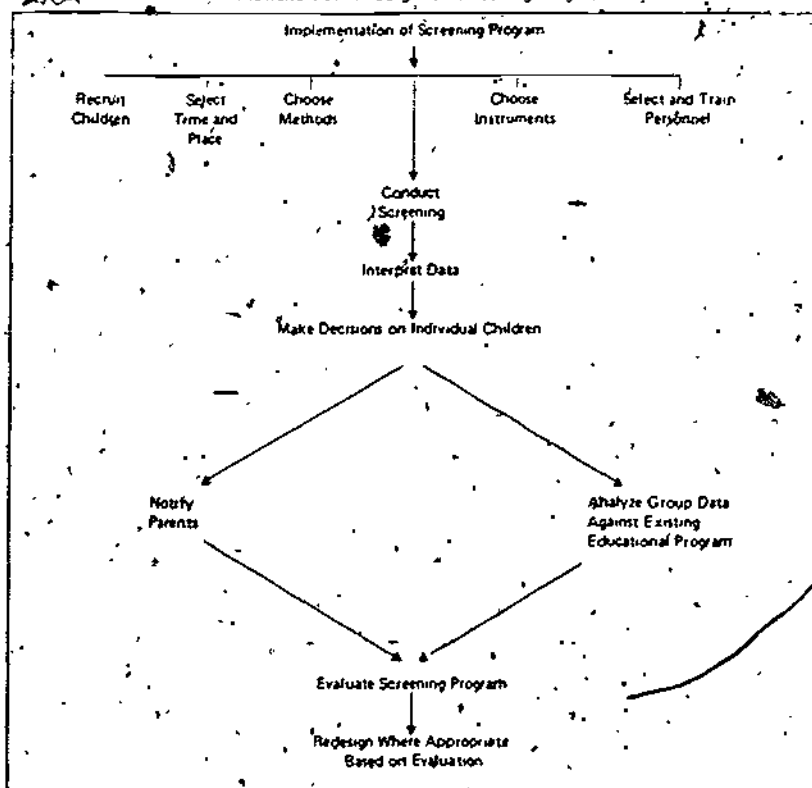 Implementation of Screening Program
Recruit
Children
Select
Time and
Place
Choose
Methods
Choose
Instruments
Select and Train
Personnel
Conduct
Screening
Interpret Data
Make Decisions on Individual Children
Notify
Parents
Analyze Group Data
Against Existing
Educational Program
Evaluate Screening Program
Redesign Where Appropriate
Based on Evaluation